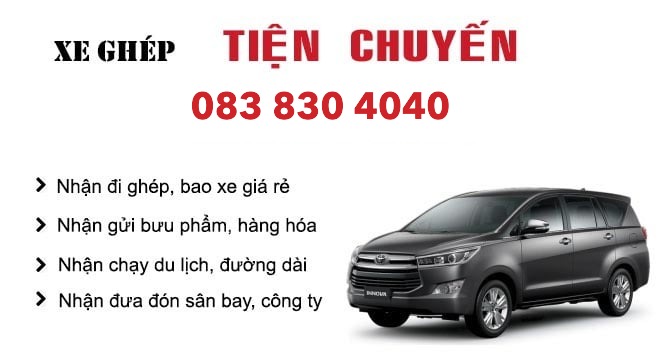 XE GHÉP TIỆN CHUYẾN
083 830 4040
Nhận đi ghép, bao xe giá rẻ
Nhận gửi bưu phẩm, hàng hóa
Nhận chạy du lịch, đường dài
Nhận đưa đón sân bay, công ty
INNOVA